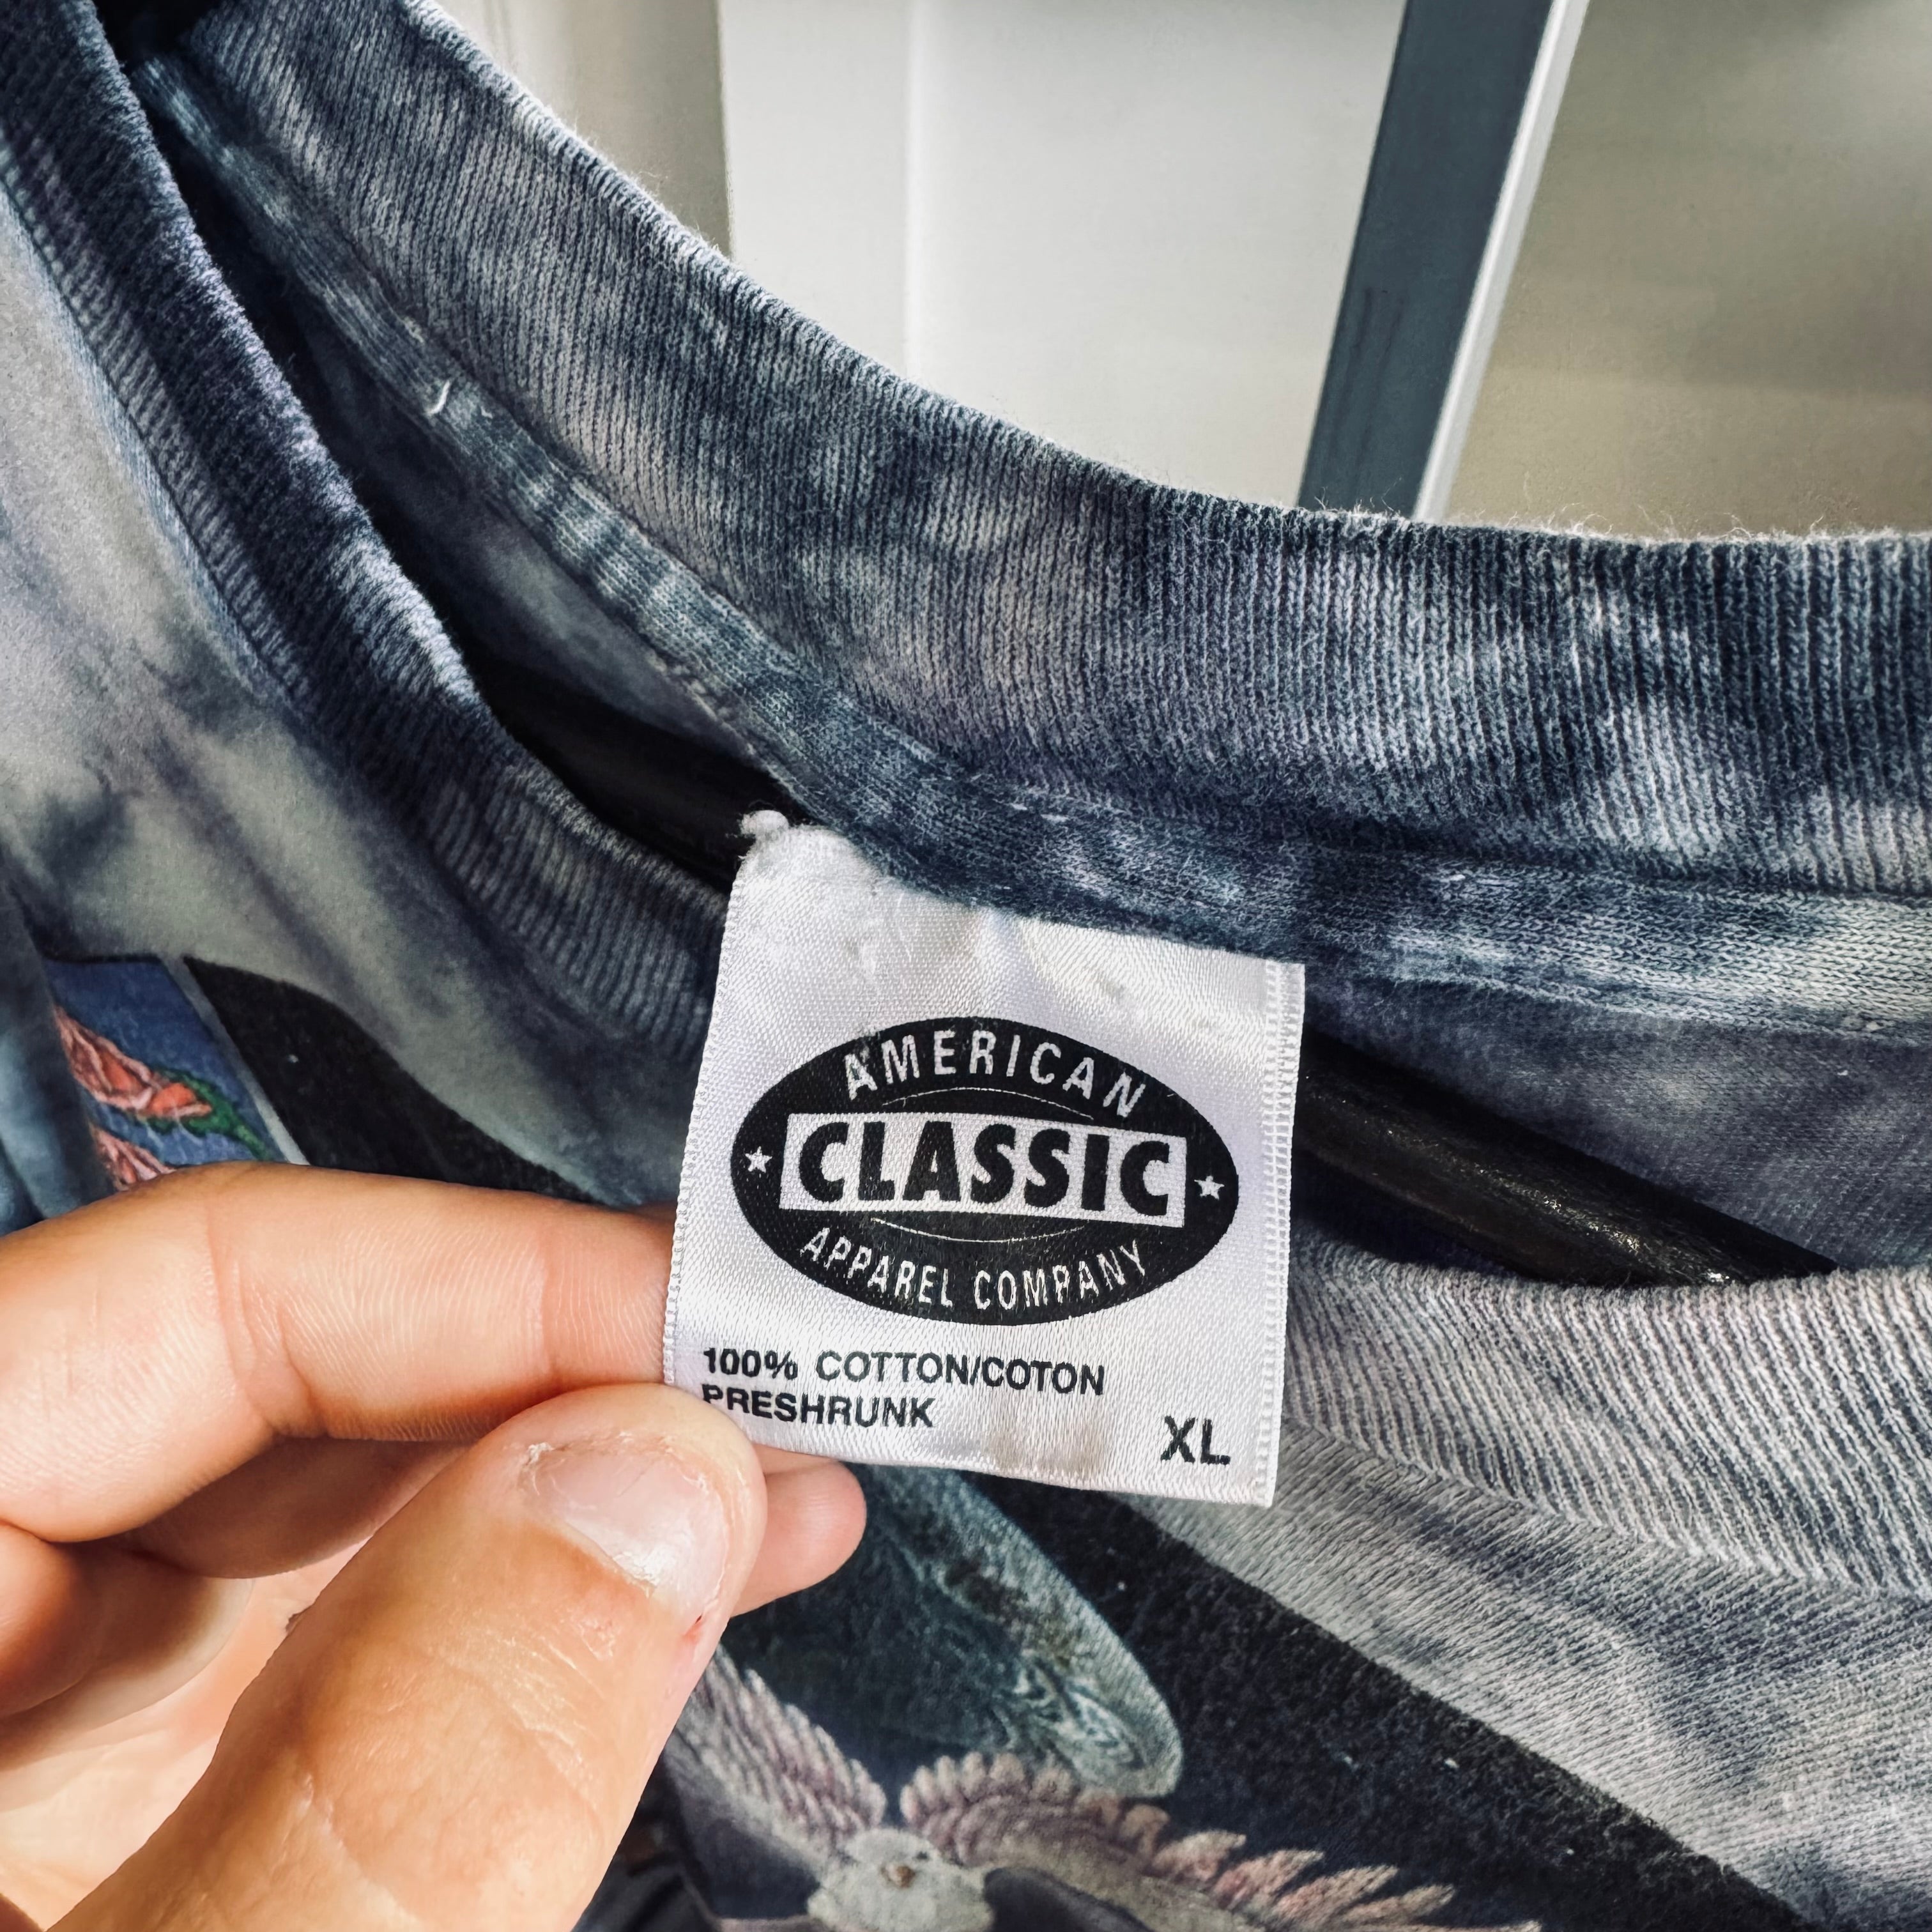 AMERICAN
CLASSIC
APPAREL COMPANY
100% COTTON/COTON
PRESHRUNK
XL